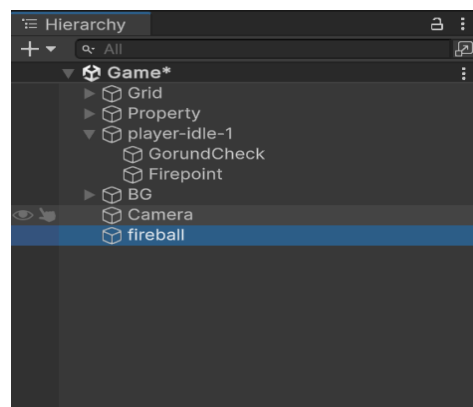 Hierarchy
All
Game*
Grid
Property
player-idle-1
GorundCheck
Firepoint
BG
Camera
fireball